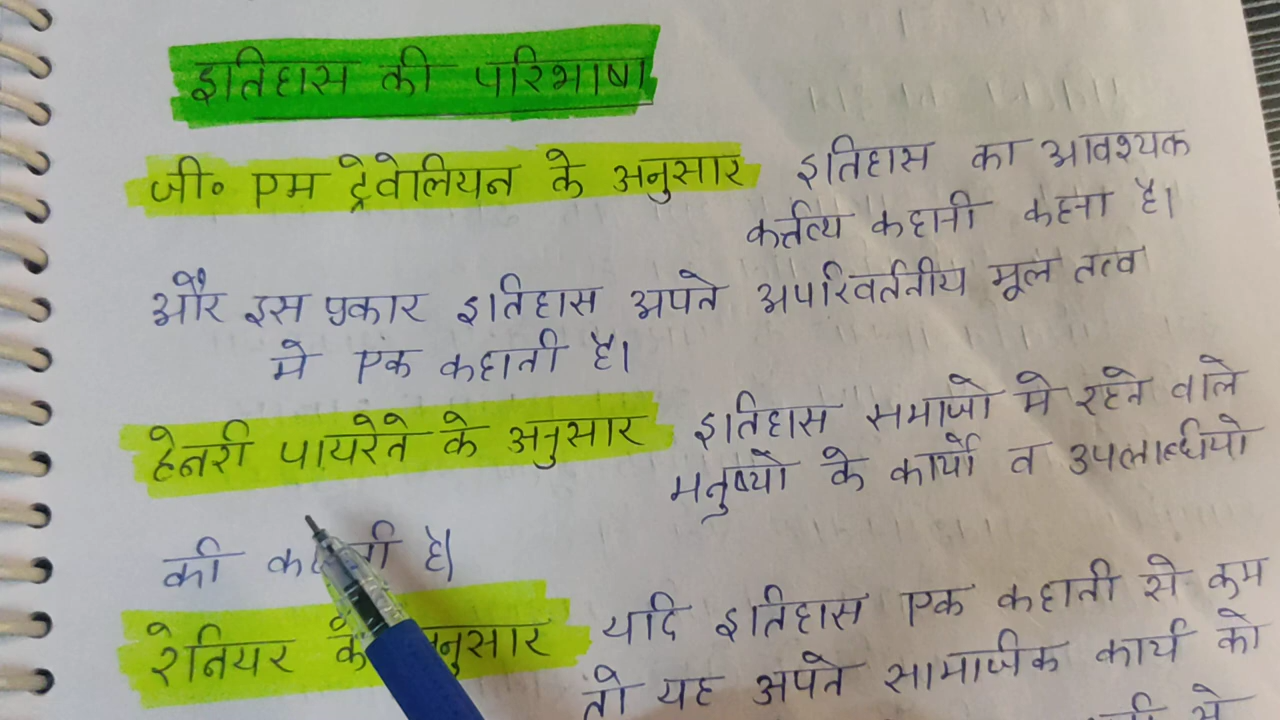 इतिहास की परिभाषा
जी॰ एम ट्रेवेलियन के अनुसार इतिहास का आवश्यक
कर्त्तव्य कहानी कहना है।
और इस प्रकार इतिहास अपने अपरिवर्तनीय मूल तत्व
मे एक कहानी है।
हेनरी पायरेने के अनुसार इतिहास समाजो मे रहने वाले
मनुष्यो के कार्यो व उपलब्धियो
की है।
रेनियर के यदि इतिहास एक कहानी से कम
तो यह अपने सामाजिक कार्य को